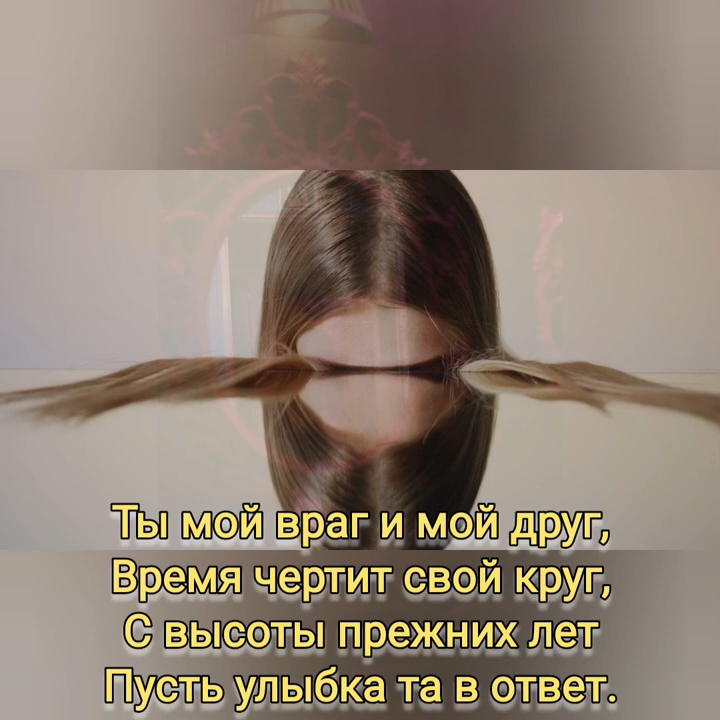 Ты мой враг и мой друг,
Время чертит свой круг,
С высоты прежних лет
Пусть улыбка та в ответ.